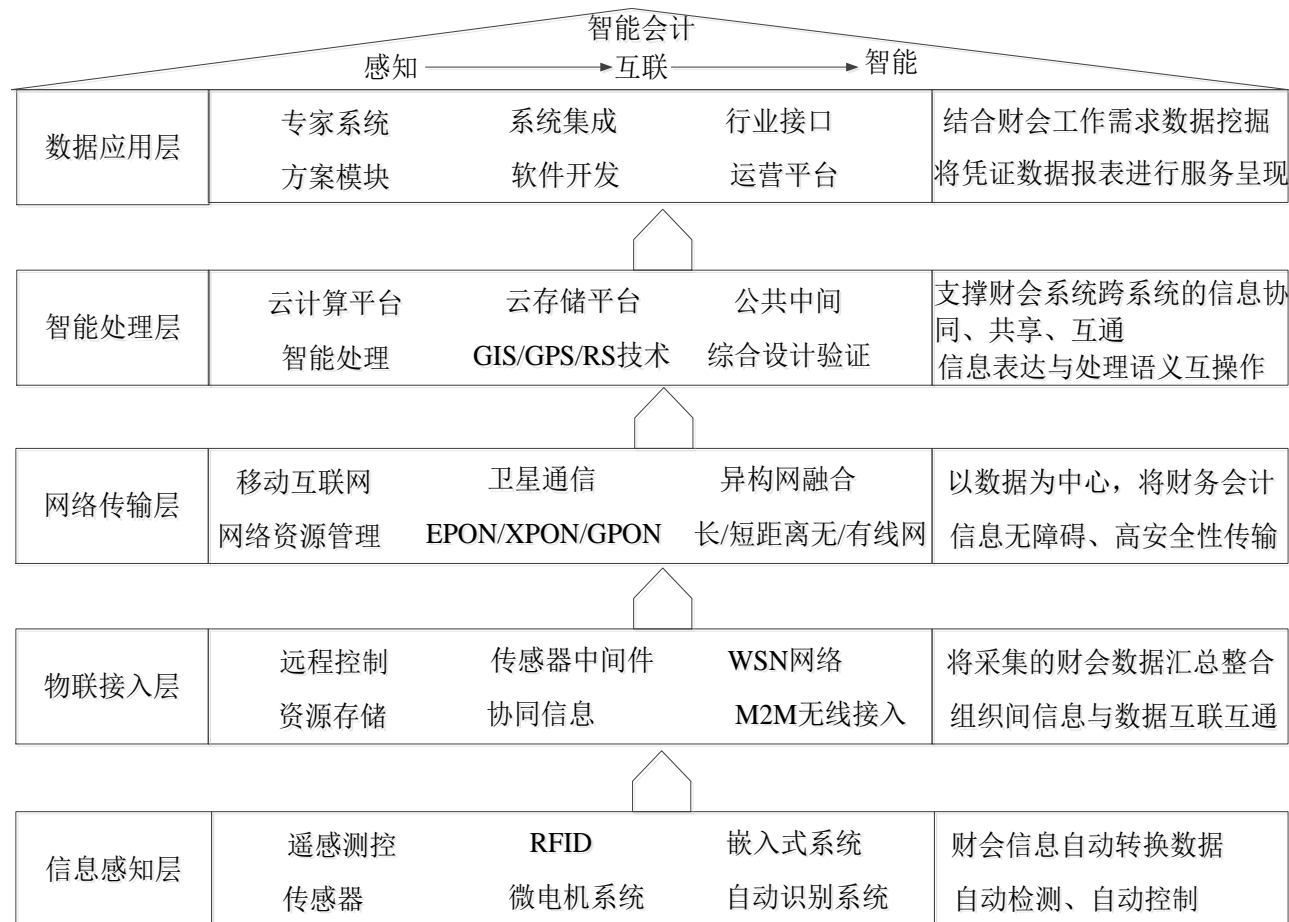 智能会计
感知 互联 智能
数据应用层
专家系统 系统集成 行业接口
方案模块 软件开发 运营平台
结合财会工作需求数据挖掘
将凭证数据报表进行服务呈现
智能处理层
云计算平台 云存储平台 公共中间
智能处理 GIS/GPS/RS技术 综合设计验证
支撑财会系统跨系统的信息协
同、共享、互通
信息表达与处理语义互操作
网络传输层
移动互联网 卫星通信 异构网融合
网络资源管理 EPON/XPON/GPON 长/短距离无/有线网
以数据为中心，将财务会计
信息无障碍、高安全性传输
物联接入层
远程控制 传感器中间件 WSN网络
资源存储 协同信息 M2M无线接入
将采集的财会数据汇总整合
组织间信息与数据互联互通
信息感知层
遥感测控 RFID 嵌入式系统
传感器 微电机系统 自动识别系统
财会信息自动转换数据
自动检测、自动控制